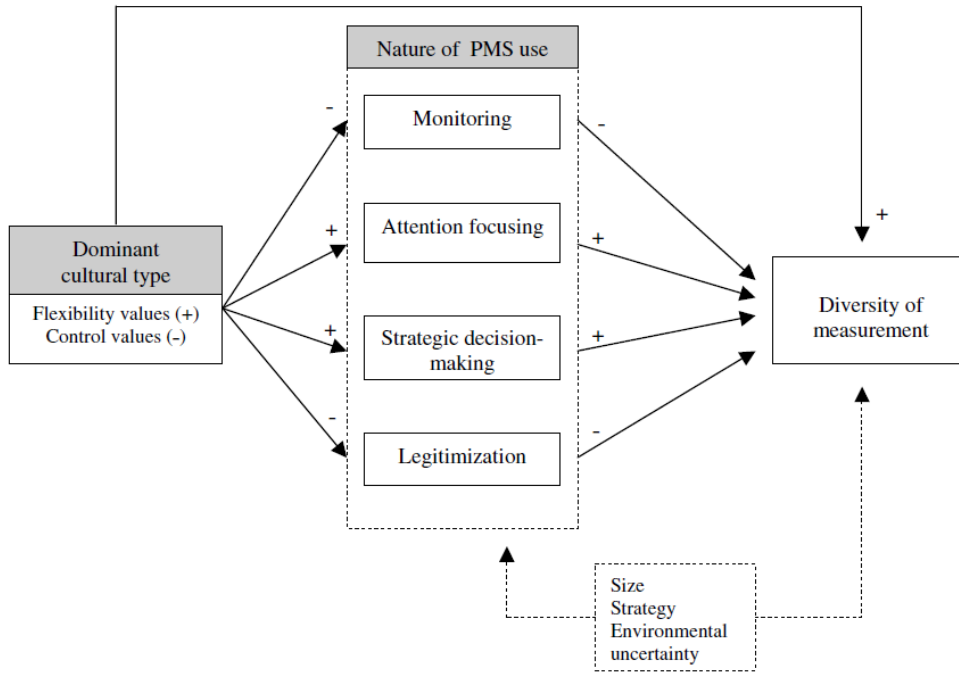 Nature of PMS use
-
Monitoring
-
+
Attention focusing
+
+
Dominant
cultural type
Flexibility values (+)
Control values (-)
Diversity of
measurement
+
Strategic decision-
making
+
-
Legitimization
-
Size
Strategy
Environmental
uncertainty